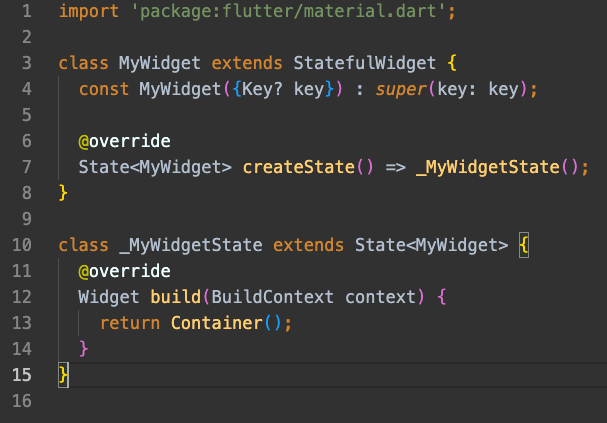 1 import 'package:flutter/material.dart';
2
3 class MyWidget extends StatefulWidget {
4   const MyWidget({Key? key}) : super(key: key);
5
6   @override
7   State<MyWidget> createState() => _MyWidgetState();
8 }
9
10 class _MyWidgetState extends State<MyWidget> {
11   @override
12   Widget build(BuildContext context) {
13     return Container();
14   }
15 }
16